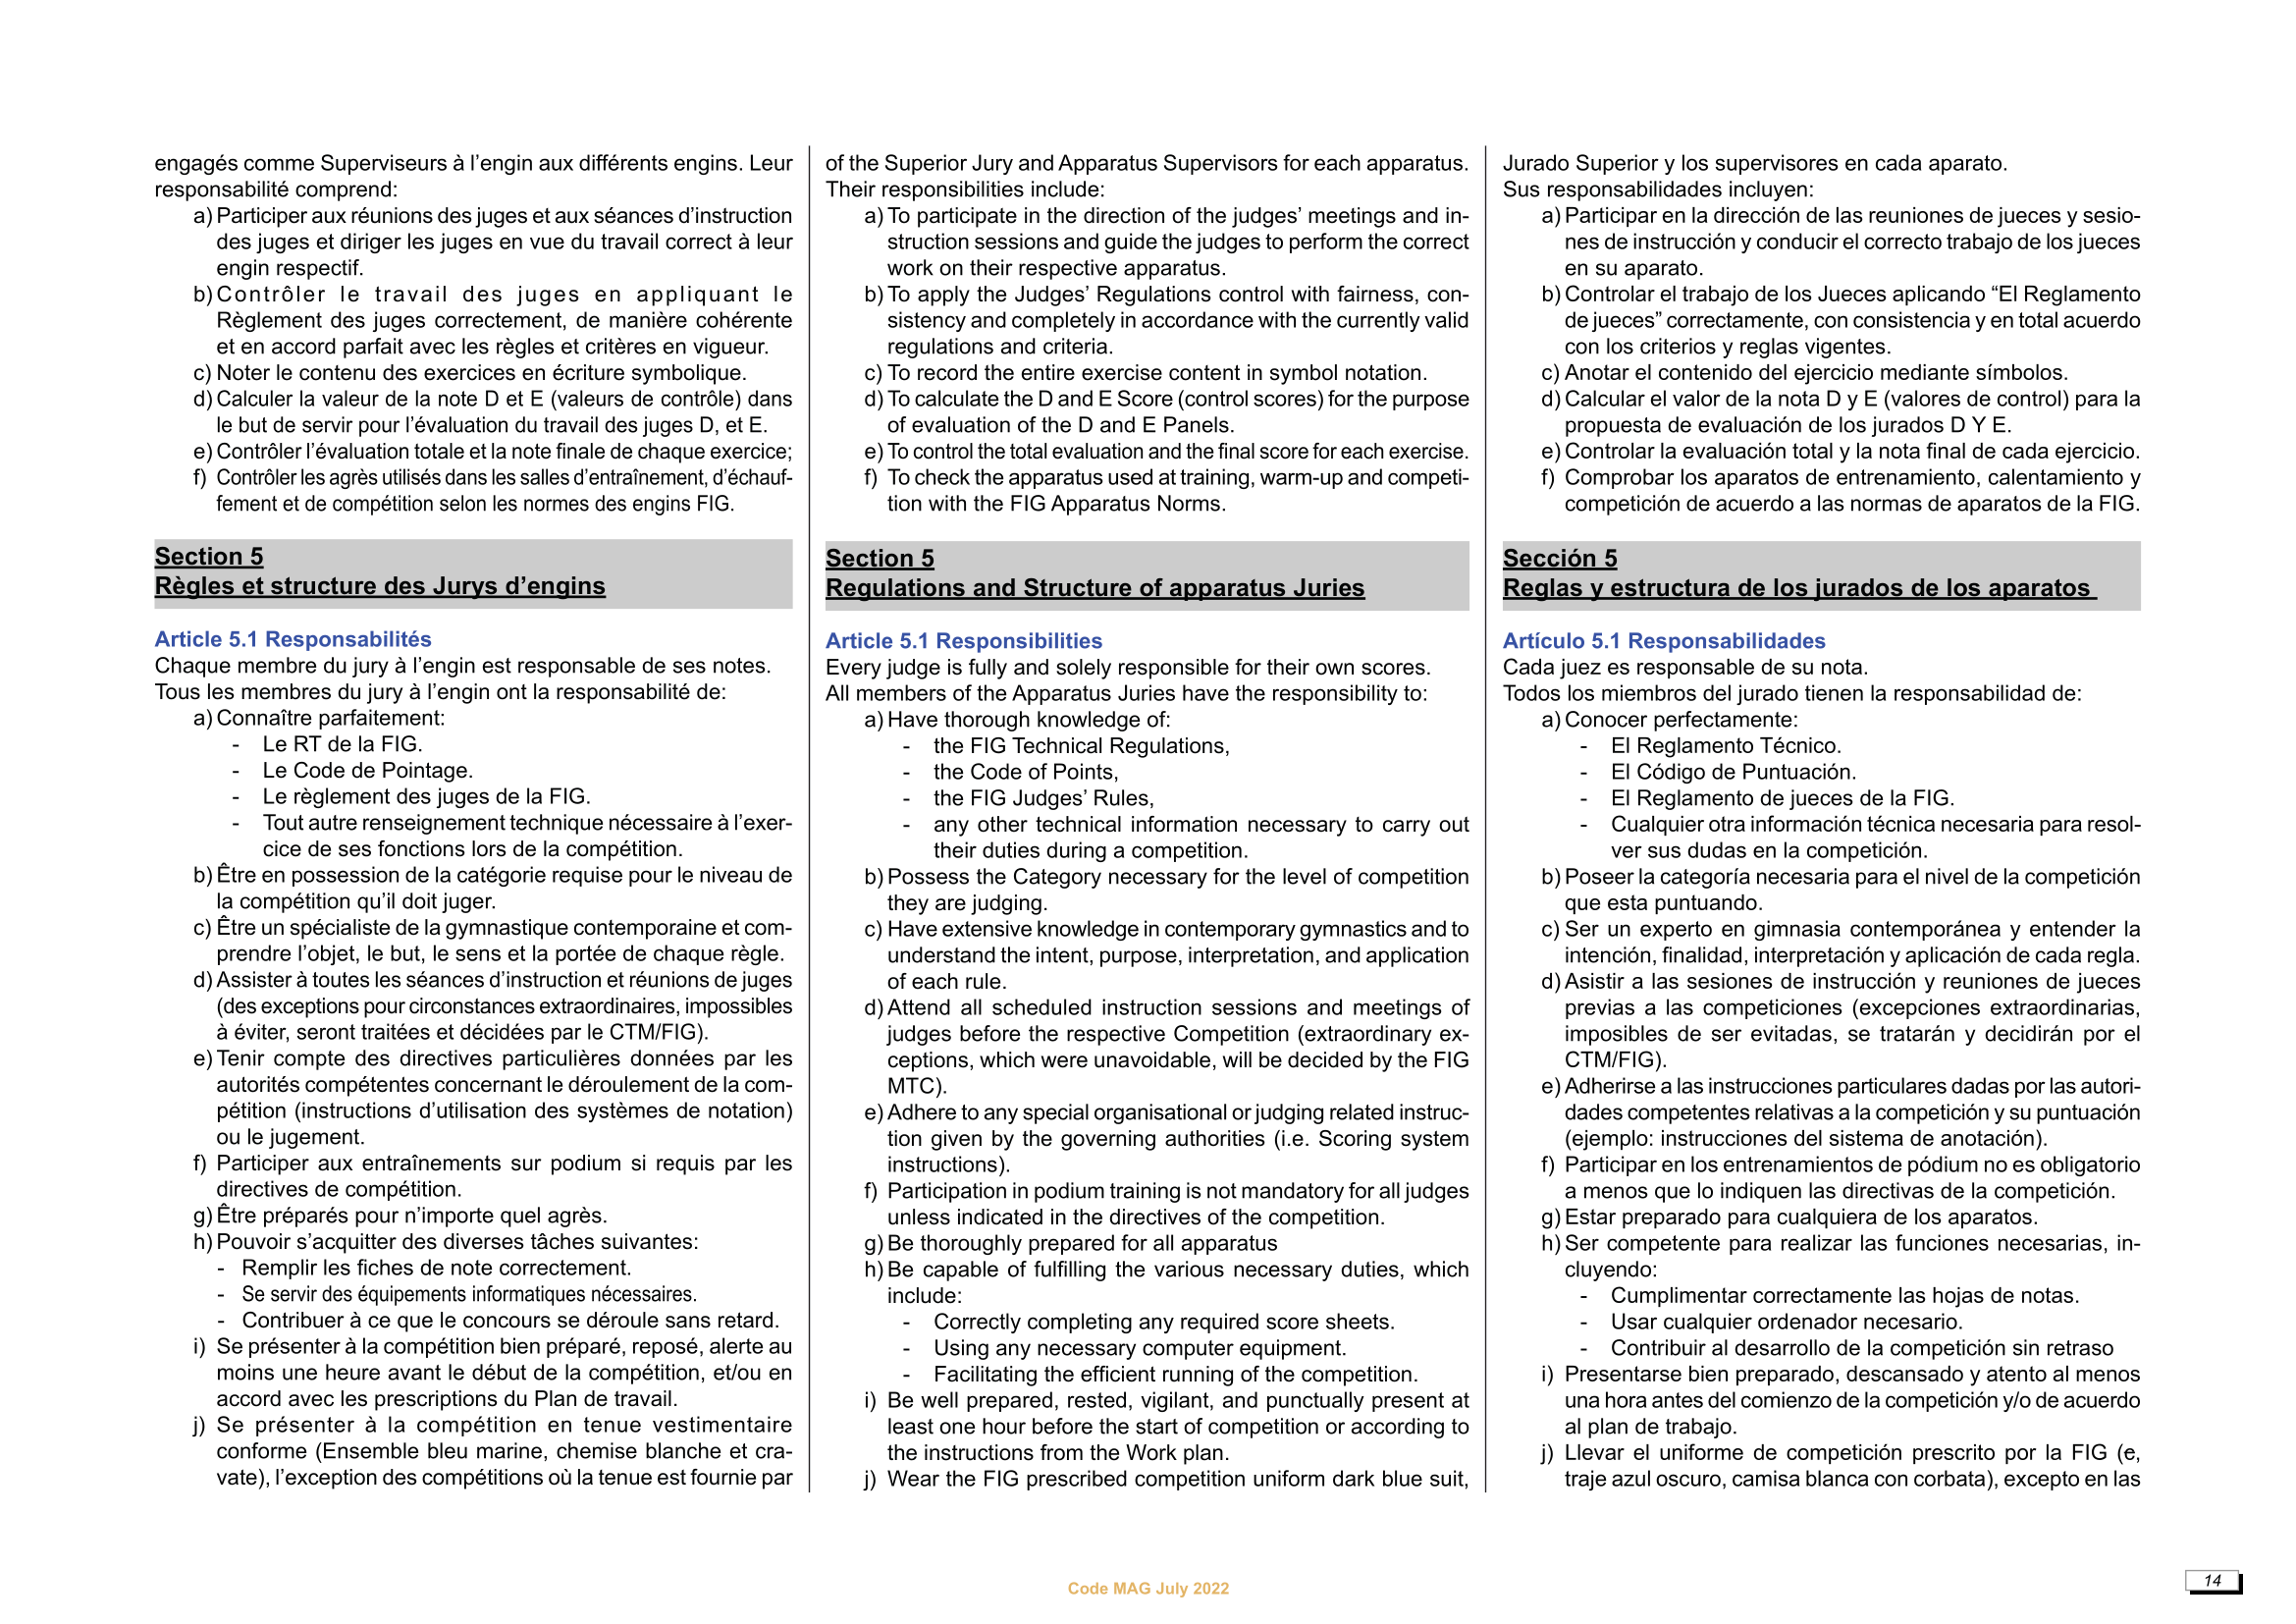 engagés comme Superviseurs à l’engin aux différents engins. Leur
responsabilité comprend:
a) Participer aux réunions des juges et aux séances d’instruction
des juges et diriger les juges en vue du travail correct à leur
engin respectif.
b) Contrôler le travail des juges en appliquant le
Règlement des juges correctement, de manière cohérente
et en accord parfait avec les règles et critères en vigueur.
c) Noter le contenu des exercices en écriture symbolique.
d) Calculer la valeur de la note D et E (valeurs de contrôle) dans
le but de servir pour l’évaluation du travail des juges D, et E.
e) Contrôler l’évaluation totale et la note finale de chaque exercice;
f) Contrôler les agrès utilisés dans les salles d’entraînement, d’échauf-
fement et de compétition selon les normes des engins FIG.
Section 5
Règles et structure des Jurys d’engins
Article 5.1 Responsabilités
Chaque membre du jury à l’engin est responsable de ses notes.
Tous les membres du jury à l’engin ont la responsabilité de:
a) Connaître parfaitement:
- Le RT de la FIG.
- Le Code de Pointage.
- Le règlement des juges de la FIG.
- Tout autre renseignement technique nécessaire à l’exer-
cice de ses fonctions lors de la compétition.
b) Être en possession de la catégorie requise pour le niveau de
la compétition qu’il doit juger.
c) Être un spécialiste de la gymnastique contemporaine et com-
prendre l’objet, le but, le sens et la portée de chaque règle.
d) Assister à toutes les séances d’instruction et réunions de juges
(des exceptions pour circonstances extraordinaires, impossibles
à éviter, seront traitées et décidées par le CTM/FIG).
e) Tenir compte des directives particulières données par les
autorités compétentes concernant le déroulement de la com-
pétition (instructions d’utilisation des systèmes de notation)
ou le jugement.
f) Participer aux entraînements sur podium si requis par les
directives de compétition.
g) Être préparés pour n’importe quel agrès.
h) Pouvoir s’acquitter des diverses tâches suivantes:
- Remplir les fiches de note correctement.
- Se servir des équipements informatiques nécessaires.
- Contribuer à ce que le concours se déroule sans retard.
i) Se présenter à la compétition bien préparé, reposé, alerte au
moins une heure avant le début de la compétition, et/ou en
accord avec les prescriptions du Plan de travail.
j) Se présenter à la compétition en tenue vestimentaire
conforme (Ensemble bleu marine, chemise blanche et cra-
vate), l’exception des compétitions où la tenue est fournie par
of the Superior Jury and Apparatus Supervisors for each apparatus.
Their responsibilities include:
a) To participate in the direction of the judges’ meetings and in-
struction sessions and guide the judges to perform the correct
work on their respective apparatus.
b) To apply the Judges’ Regulations control with fairness, con-
sistency and completely in accordance with the currently valid
regulations and criteria.
c) To record the entire exercise content in symbol notation.
d) To calculate the D and E Score (control scores) for the purpose
of evaluation of the D and E Panels.
e) To control the total evaluation and the final score for each exercise.
f) To check the apparatus used at training, warm-up and competi-
tion with the FIG Apparatus Norms.
Section 5
Regulations and Structure of apparatus Juries
Article 5.1 Responsibilities
Every judge is fully and solely responsible for their own scores.
All members of the Apparatus Juries have the responsibility to:
a) Have thorough knowledge of:
- the FIG Technical Regulations,
- the Code of Points,
- the FIG Judges’ Rules,
- any other technical information necessary to carry out
their duties during a competition.
b) Possess the Category necessary for the level of competition
they are judging.
c) Have extensive knowledge in contemporary gymnastics and to
understand the intent, purpose, interpretation, and application
of each rule.
d) Attend all scheduled instruction sessions and meetings of
judges before the respective Competition (extraordinary ex-
ceptions, which were unavoidable, will be decided by the FIG
MTC).
e) Adhere to any special organisational or judging related instruc-
tion given by the governing authorities (i.e. Scoring system
instructions).
f) Participation in podium training is not mandatory for all judges
unless indicated in the directives of the competition.
g) Be thoroughly prepared for all apparatus
h) Be capable of fulfilling the various necessary duties, which
include:
- Correctly completing any required score sheets.
- Using any necessary computer equipment.
- Facilitating the efficient running of the competition.
i) Be well prepared, rested, vigilant, and punctually present at
least one hour before the start of competition or according to
the instructions from the Work plan.
j) Wear the FIG prescribed competition uniform dark blue suit,
Jurado Superior y los supervisores en cada aparato.
Sus responsabilidades incluyen:
a) Participar en la dirección de las reuniones de jueces y sesio-
nes de instrucción y conducir el correcto trabajo de los jueces
en su aparato.
b) Controlar el trabajo de los Jueces aplicando “El Reglamento
de jueces” correctamente, con consistencia y en total acuerdo
con los criterios y reglas vigentes.
c) Anotar el contenido del ejercicio mediante símbolos.
d) Calcular el valor de la nota D y E (valores de control) para la
propuesta de evaluación de los jurados D Y E.
e) Controlar la evaluación total y la nota final de cada ejercicio.
f) Comprobar los aparatos de entrenamiento, calentamiento y
competición de acuerdo a las normas de aparatos de la FIG.
Sección 5
Reglas y estructura de los jurados de los aparatos
Artículo 5.1 Responsabilidades
Cada juez es responsable de su nota.
Todos los miembros del jurado tienen la responsabilidad de:
a) Conocer perfectamente:
- El Reglamento Técnico.
- El Código de Puntuación.
- El Reglamento de jueces de la FIG.
- Cualquier otra información técnica necesaria para resol-
ver sus dudas en la competición.
b) Poseer la categoría necesaria para el nivel de la competición
que esta puntuando.
c) Ser un experto en gimnasia contemporánea y entender la
intención, finalidad, interpretación y aplicación de cada regla.
d) Asistir a las sesiones de instrucción y reuniones de jueces
previas a las competiciones (excepciones extraordinarias,
imposibles de ser evitadas, se tratarán y decidirán por el
CTM/FIG).
e) Adherirse a las instrucciones particulares dadas por las autori-
dades competentes relativas a la competición y su puntuación
(ejemplo: instrucciones del sistema de anotación).
f) Participar en los entrenamientos de pódium no es obligatorio
a menos que lo indiquen las directivas de la competición.
g) Estar preparado para cualquiera de los aparatos.
h) Ser competente para realizar las funciones necesarias, in-
cluyendo:
- Cumplimentar correctamente las hojas de notas.
- Usar cualquier ordenador necesario.
- Contribuir al desarrollo de la competición sin retraso
i) Presentarse bien preparado, descansado y atento al menos
una hora antes del comienzo de la competición y/o de acuerdo
al plan de trabajo.
j) Llevar el uniforme de competición prescrito por la FIG (e,
traje azul oscuro, camisa blanca con corbata), excepto en las
Code MAG July 2022
14